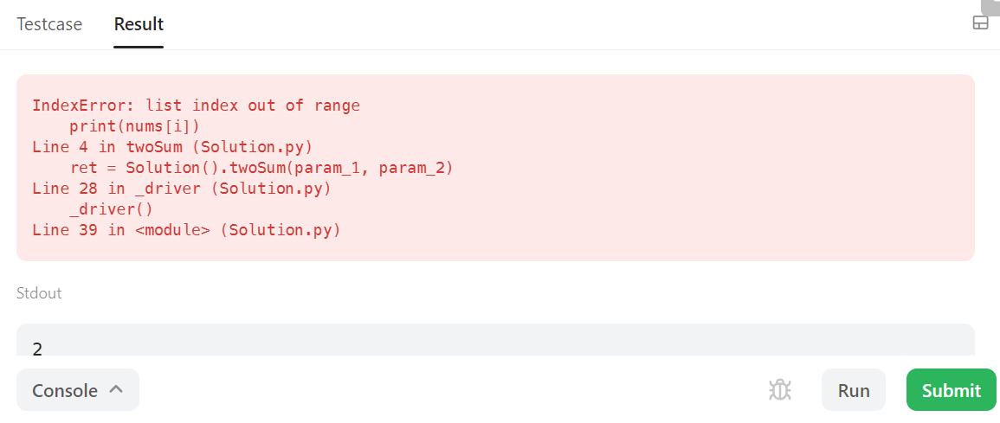 Testcase Result
IndexError: list index out of range
    print(nums[i])
Line 4 in twoSum (Solution.py)
    ret = Solution().twoSum(param_1, param_2)
Line 28 in _driver (Solution.py)
    _driver()
Line 39 in <module> (Solution.py)
Stdout
2
Console Run Submit